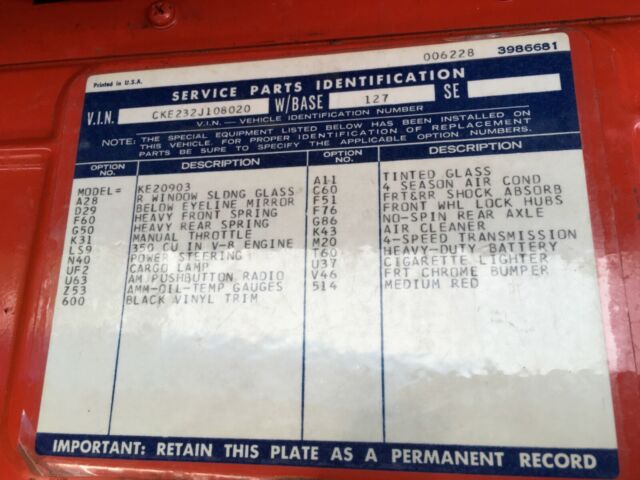 006228 3986681
Printed in U.S.A.
SERVICE PARTS IDENTIFICATION
V.I.N. CKE232J108020 W/BASE 127 SE
V.I.N. - VEHICLE IDENTIFICATION NUMBER
NOTE: THE SPECIAL EQUIPMENT LISTED BELOW HAS BEEN INSTALLED ON
THIS VEHICLE. FOR PROPER IDENTIFICATION OF REPLACEMENT
PARTS BE SURE TO SPECIFY THE APPLICABLE OPTION NUMBERS.
OPTION NO. DESCRIPTION
MODEL= KE20903
A28 R WINDOW SLDNG GLASS
D29 BELOW EYELINE MIRROR
F60 HEAVY FRONT SPRING
G50 HEAVY REAR SPRING
K31 MANUAL THROTTLE
LS9 350 CU IN V-8 ENGINE
N40 POWER STEERING
UF2 CARGO LAMP
U63 AM PUSHBUTTON RADIO
Z53 AMM-OIL-TEMP GAUGES
600 BLACK VINYL TRIM
OPTION NO. DESCRIPTION
A11 TINTED GLASS
C60 4 SEASON AIR COND
F51 FRT&RR SHOCK ABSORB
F76 FRONT WHL LOCK HUBS
G86 NO-SPIN REAR AXLE
K43 AIR CLEANER
M20 4-SPEED TRANSMISSION
T60 HEAVY-DUTY BATTERY
U37 CIGARETTE LIGHTER
V46 FRT CHROME BUMPER
514 MEDIUM RED
IMPORTANT: RETAIN THIS PLATE AS A PERMANENT RECORD